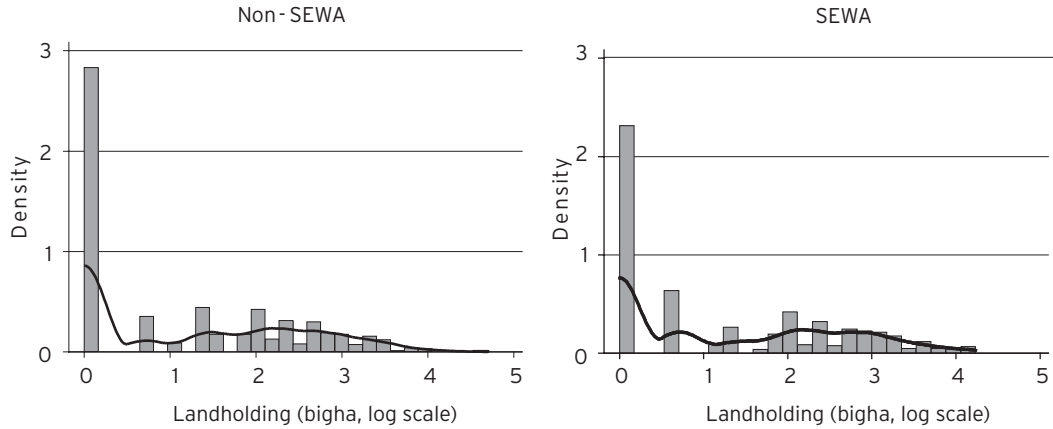 Non-SEWA
3
2
1
0
Density
0 1 2 3 4 5
Landholding (bigha, log scale)
SEWA
3
2
1
0
Density
0 1 2 3 4 5
Landholding (bigha, log scale)